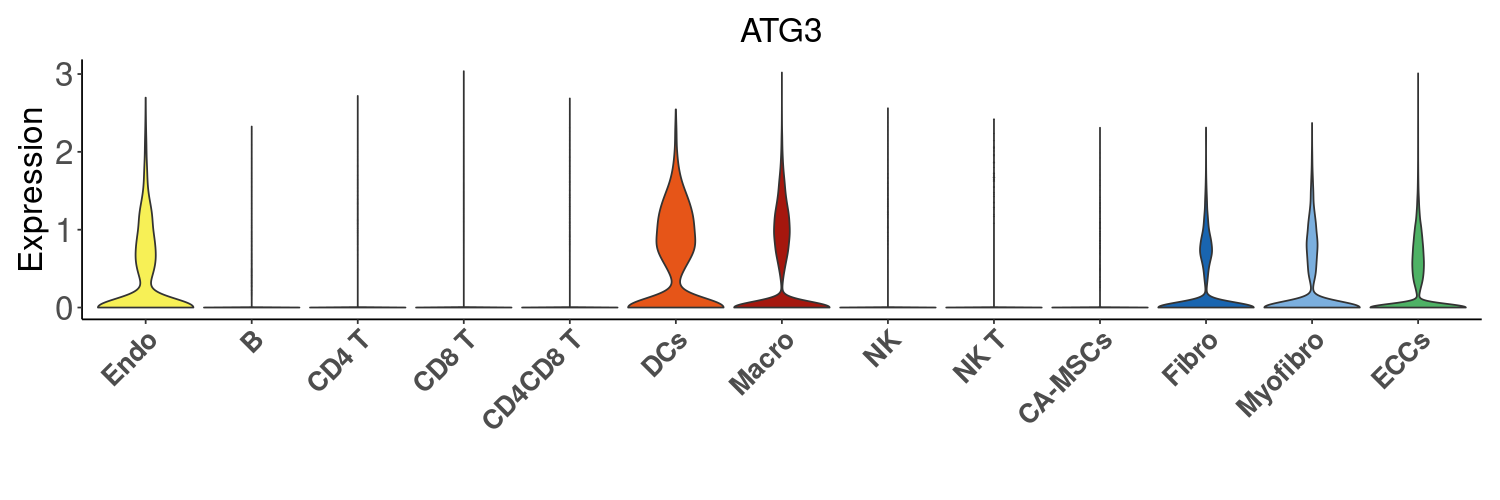 ATG3
Expression
3
2
1
0
Endo
B
CD4 T
CD8 T
CD4CD8 T
DCs
Macro
NK
NK T
CA-MSCs
Fibro
Myofibro
ECCs